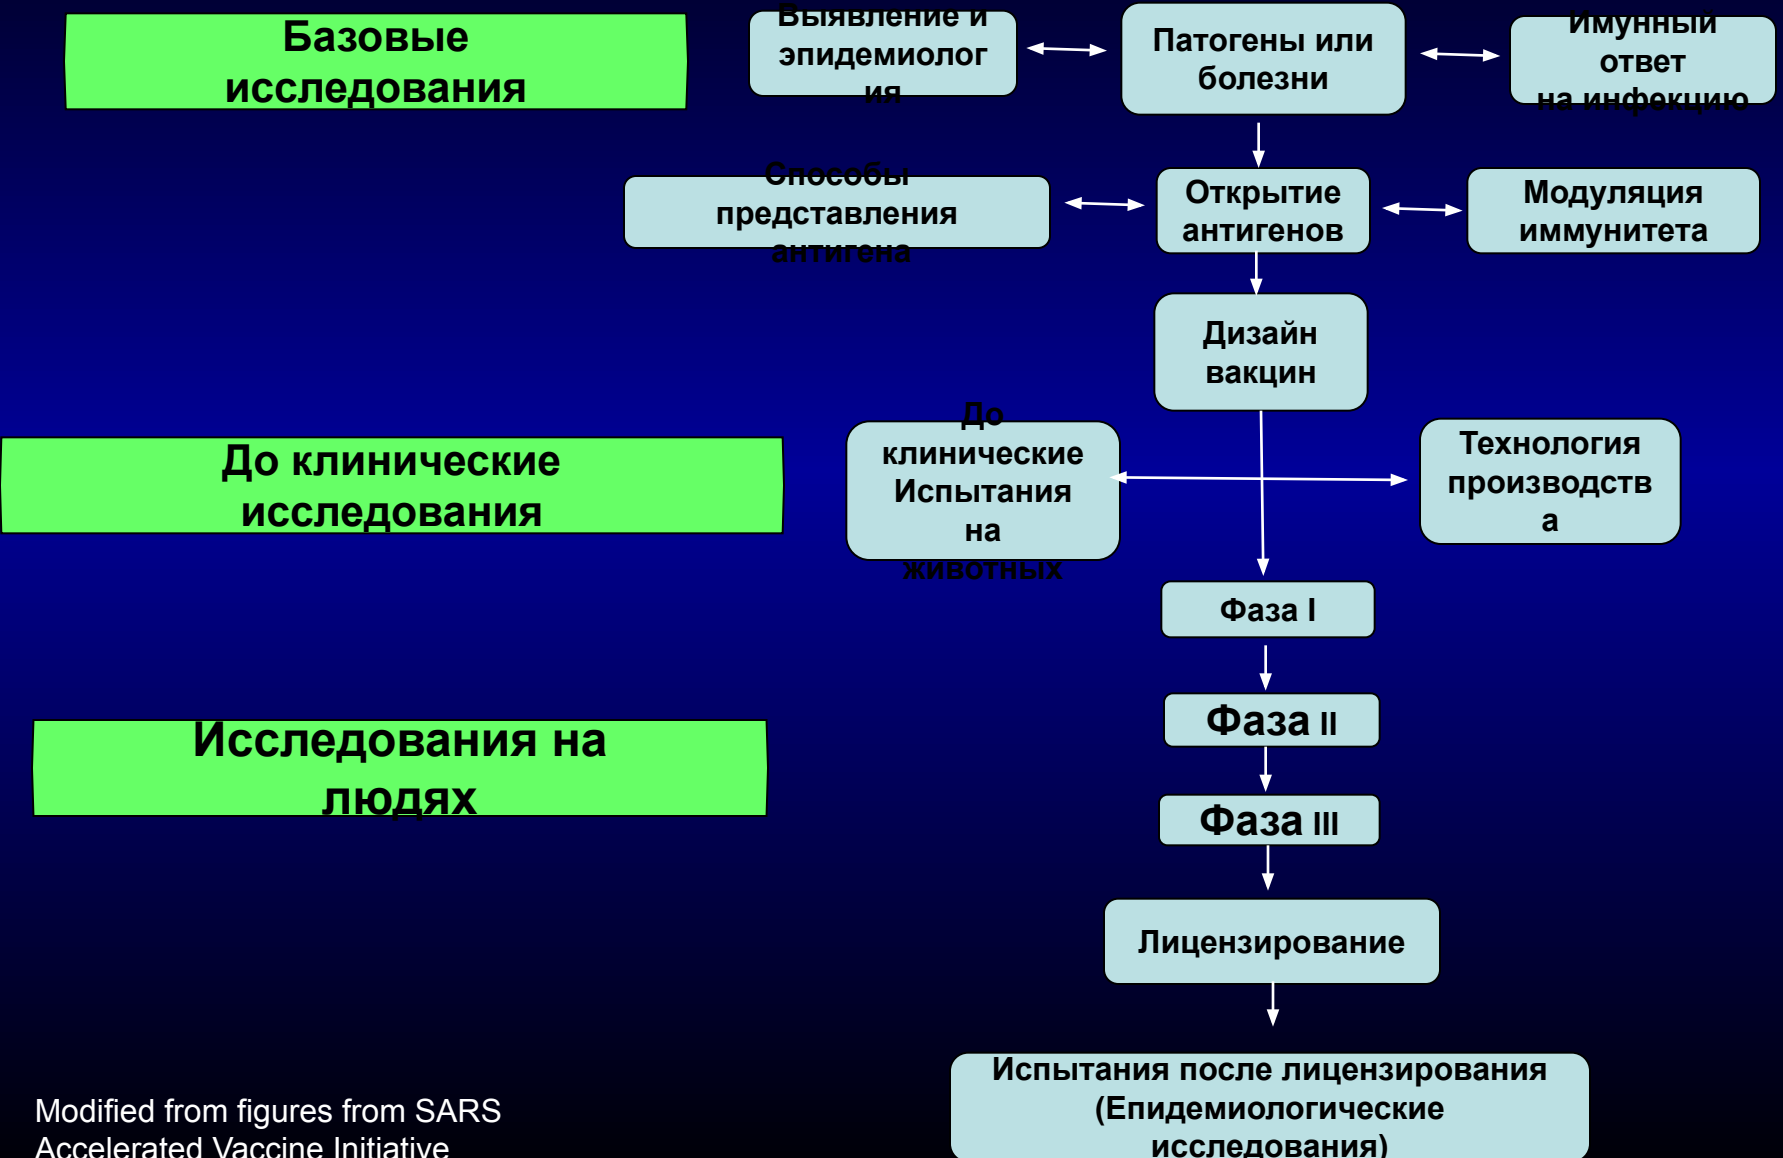 Базовые
исследования
Выявление и
эпидемиолог
ия
Патогены или
болезни
Имунный
ответ
на инфекцию
Способы
представления
антигена
Открытие
антигенов
Модуляция
иммунитета
Дизайн
вакцин
До клинические
исследования
До
клинические
Испытания
на
животных
Технология
производств
а
Фаза I
Исследования на
людях
Фаза II
Фаза III
Лицензирование
Испытания после лицензирования
(Епидемиологические
исследования)
Modified from figures from SARS
Accelerated Vaccine Initiative